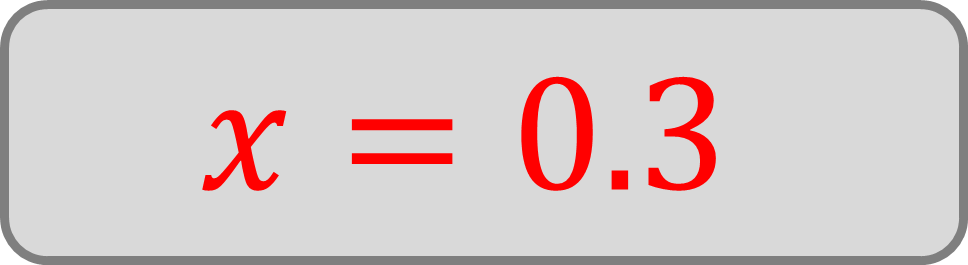 x = 0.3